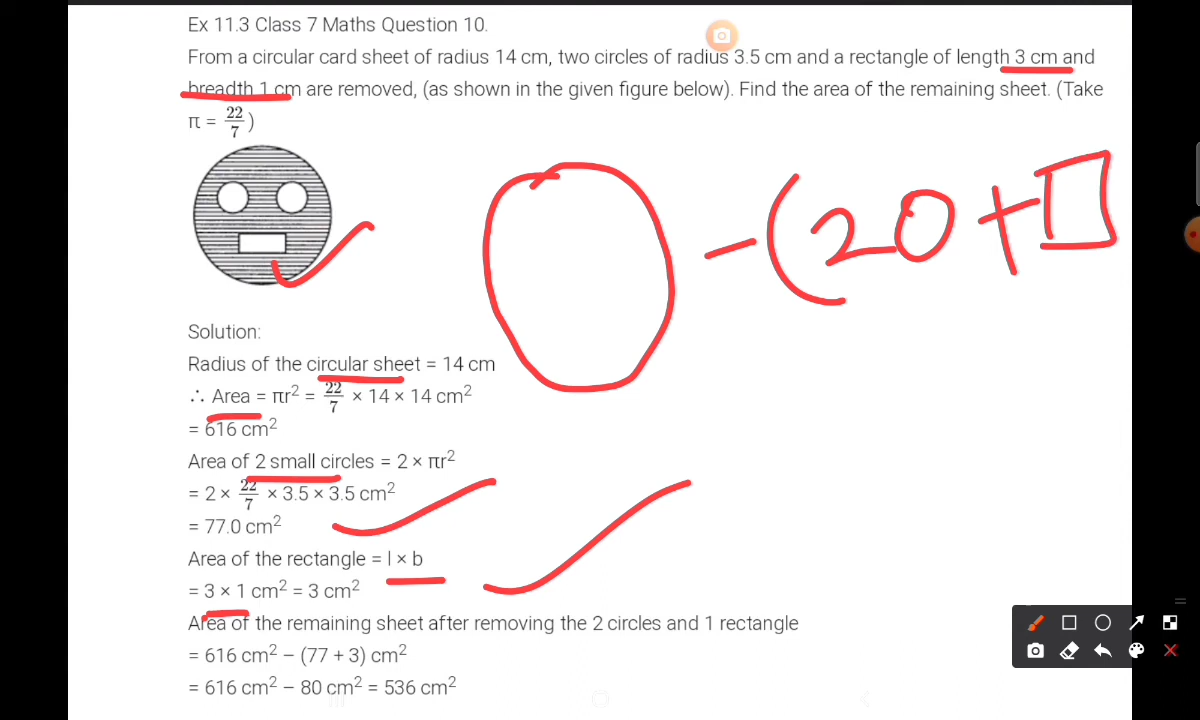 Ex 11.3 Class 7 Maths Question 10.
From a circular card sheet of radius 14 cm, two circles of radius 3.5 cm and a rectangle of length 3 cm and
breadth 1 cm are removed, (as shown in the given figure below). Find the area of the remaining sheet. (Take
π = 22/7)
-(20+
Solution:
Radius of the circular sheet = 14 cm
∴ Area = πr² = 22/7 × 14 × 14 cm²
= 616 cm²
Area of 2 small circles = 2 × πr²
= 2 × 22/7 × 3.5 × 3.5 cm²
= 77.0 cm²
Area of the rectangle = l × b
= 3 × 1 cm² = 3 cm²
Area of the remaining sheet after removing the 2 circles and 1 rectangle
= 616 cm² – (77 + 3) cm²
= 616 cm² – 80 cm² = 536 cm²